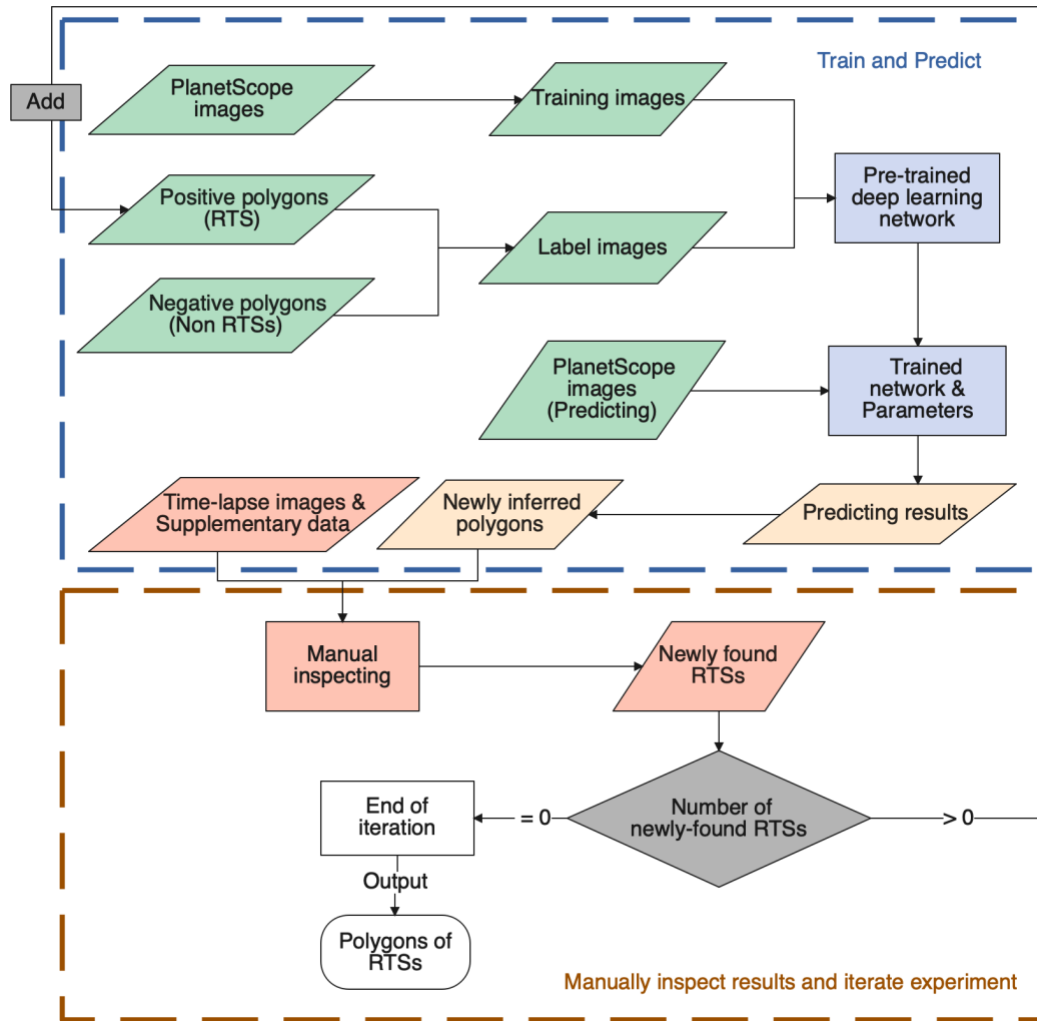 Train and Predict
Add
PlanetScope
images
Training images
Pre-trained
deep learning
network
Positive polygons
(RTS)
Label images
Negative polygons
(Non RTSs)
PlanetScope
images
(Predicting)
Trained
network &
Parameters
Time-lapse images &
Supplementary data
Newly inferred
polygons
Predicting results
Manual
inspecting
Newly found
RTSs
End of
iteration
= 0
Number of
newly-found RTSs
> 0
Output
Polygons of
RTSs
Manually inspect results and iterate experiment